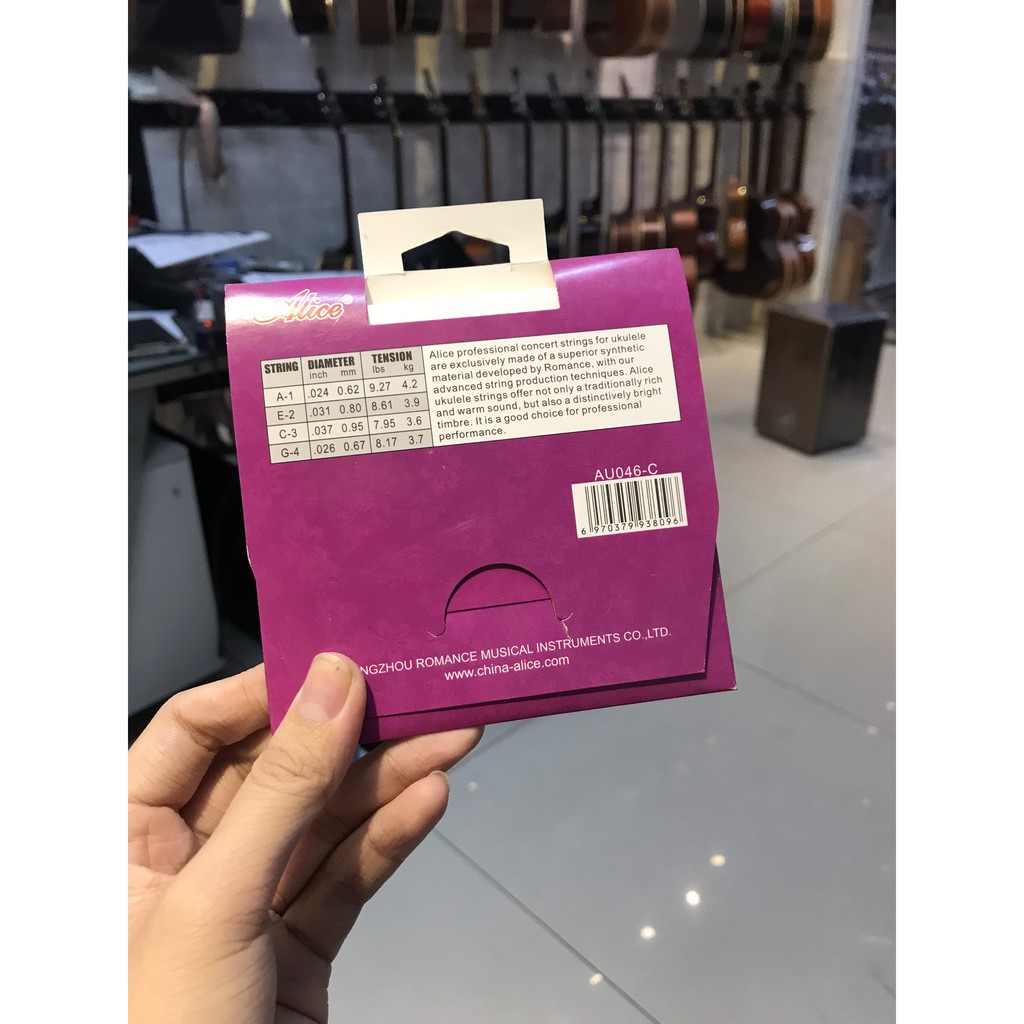 Alice®
STRING DIAMETER TENSION
inch mm lbs kg
A-1 .024 0.62 9.27 4.2
E-2 .031 0.80 8.61 3.9
C-3 .037 0.95 7.95 3.6
G-4 .026 0.67 8.17 3.7
Alice professional concert strings for ukulele
are exclusively made of a superior synthetic
material developed by Romance, with our
advanced string production techniques. Alice
ukulele strings offer not only a traditionally rich
and warm sound, but also a distinctively bright
timbre. It is a good choice for professional
performance.
AU046-C
6 970379 938096
NGZHOU ROMANCE MUSICAL INSTRUMENTS CO.,LTD.
www.china-alice.com